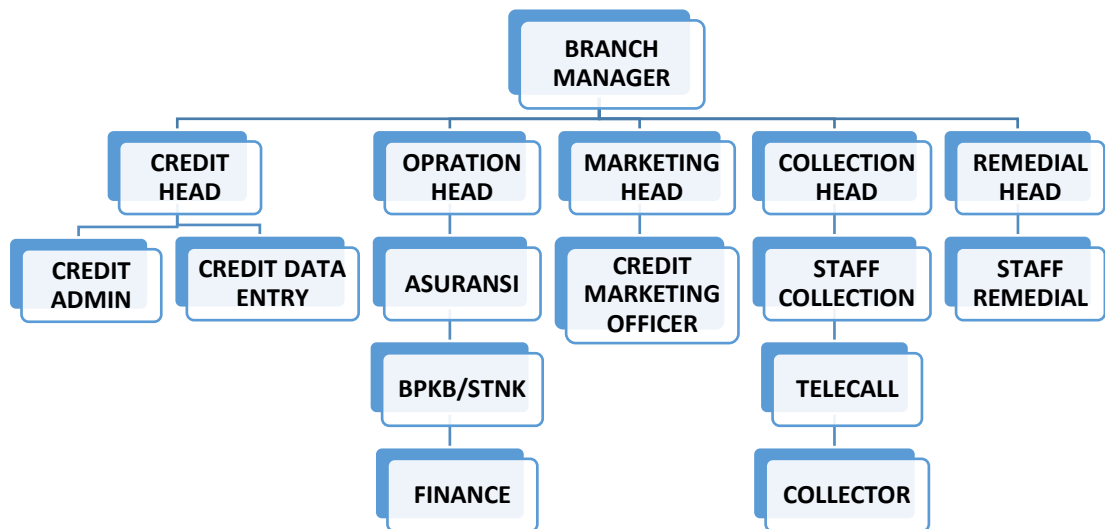 BRANCH
MANAGER
CREDIT
HEAD
OPRATION
HEAD
MARKETING
HEAD
COLLECTION
HEAD
REMEDIAL
HEAD
CREDIT
ADMIN
CREDIT DATA
ENTRY
ASURANSI
CREDIT
MARKETING
OFFICER
STAFF
COLLECTION
STAFF
REMEDIAL
BPKB/STNK
TELECALL
FINANCE
COLLECTOR